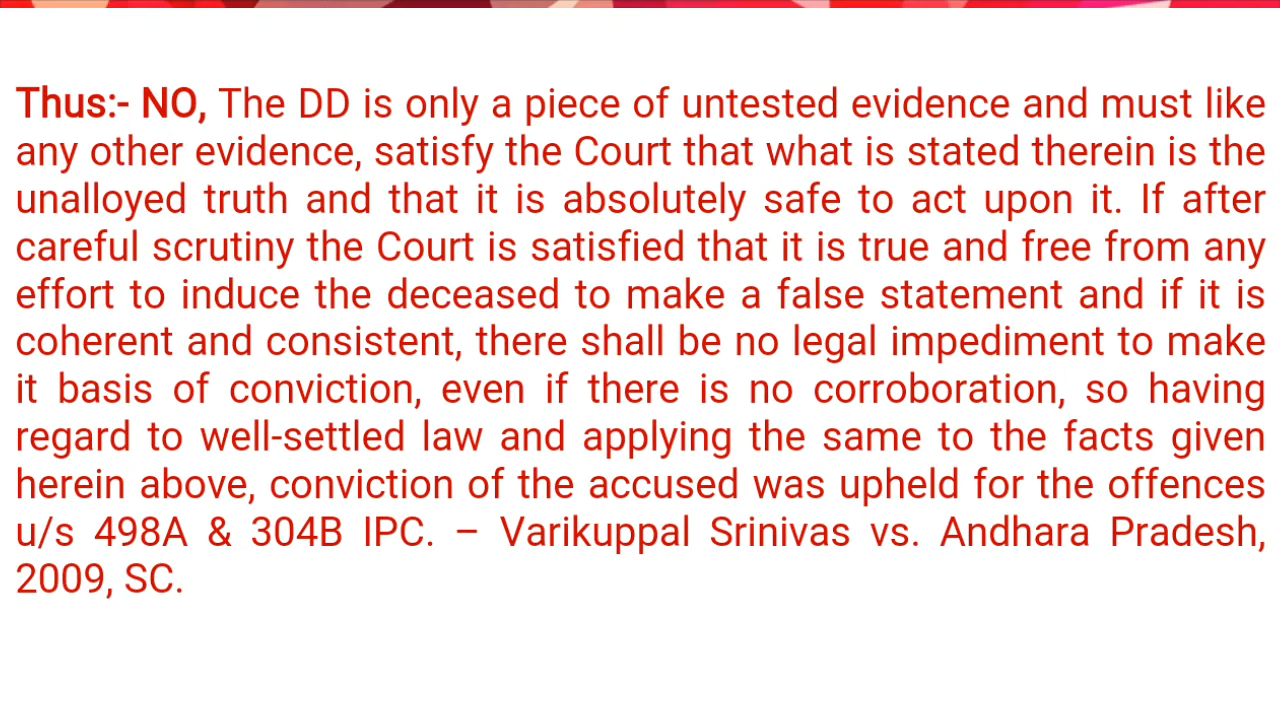 Thus:- NO, The DD is only a piece of untested evidence and must like
any other evidence, satisfy the Court that what is stated therein is the
unalloyed truth and that it is absolutely safe to act upon it. If after
careful scrutiny the Court is satisfied that it is true and free from any
effort to induce the deceased to make a false statement and if it is
coherent and consistent, there shall be no legal impediment to make
it basis of conviction, even if there is no corroboration, so having
regard to well-settled law and applying the same to the facts given
herein above, conviction of the accused was upheld for the offences
u/s 498A & 304B IPC. – Varikuppal Srinivas vs. Andhara Pradesh,
2009, SC.